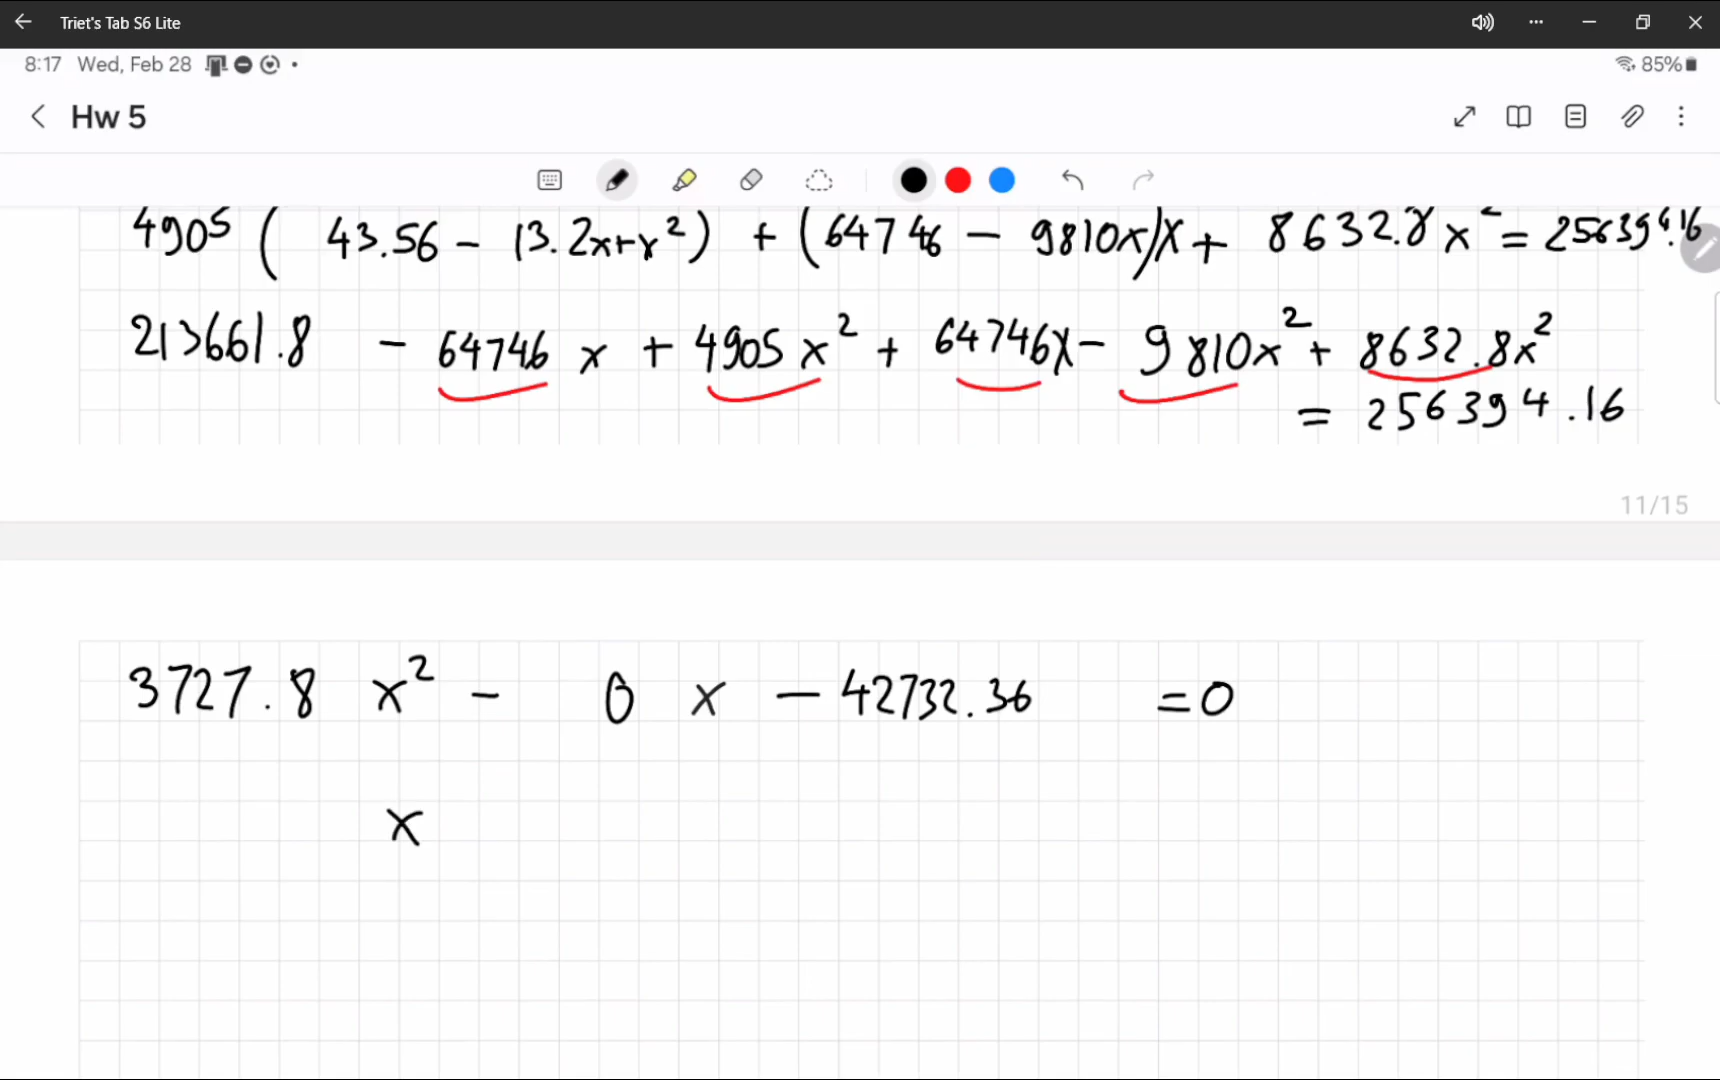 Triet's Tab S6 Lite
8:17 Wed, Feb 28 85%
Hw 5
4905 ( 43.56 - 13.2x+x²) + (64746 - 9810x)x + 8632.8x² = 256394.16
213661.8 - 64746 x + 4905 x² + 64746x - 9810x² + 8632.8x²
= 256394.16
11/15
3727.8 x² - 0 x - 42732.36 =0
x